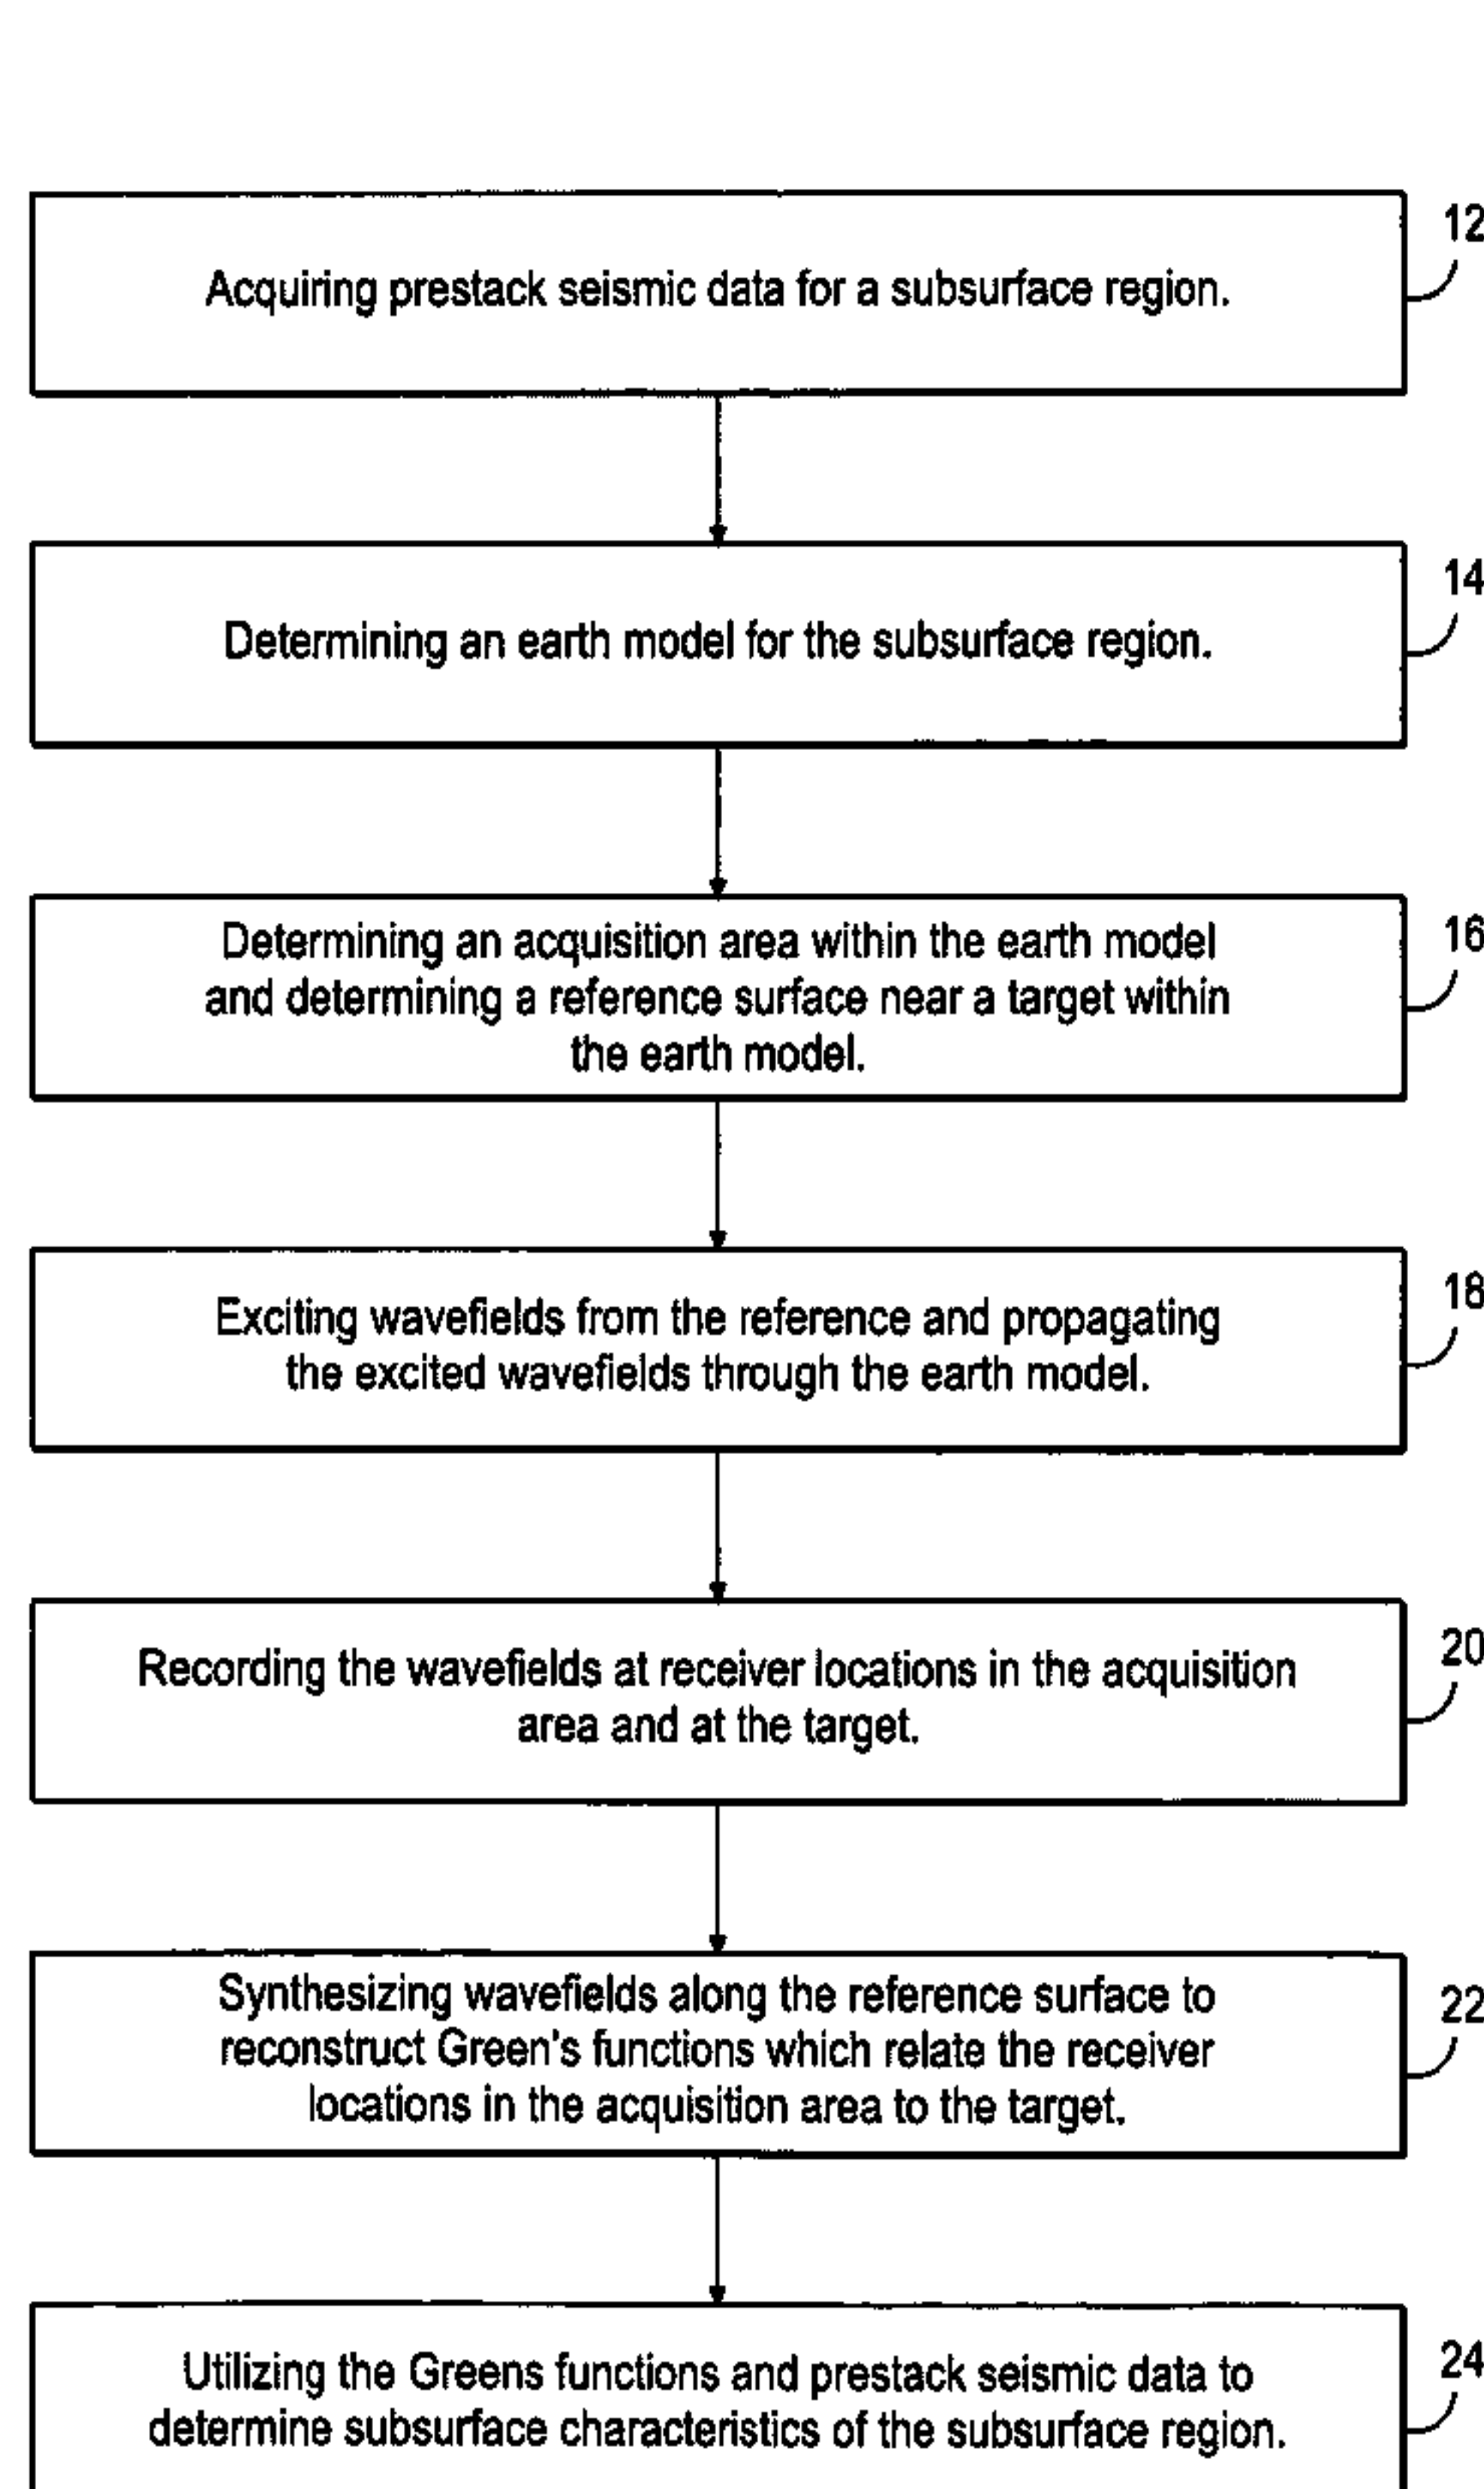 12
Acquiring prestack seismic data for a subsurface region.
14
Determining an earth model for the subsurface region.
16
Determining an acquisition area within the earth model
and determining a reference surface near a target within
the earth model.
18
Exciting wavefields from the reference and propagating
the excited wavefields through the earth model.
20
Recording the wavefields at receiver locations in the acquisition
area and at the target.
22
Synthesizing wavefields along the reference surface to
reconstruct Green's functions which relate the receiver
locations in the acquisition area to the target.
24
Utilizing the Greens functions and prestack seismic data to
determine subsurface characteristics of the subsurface region.